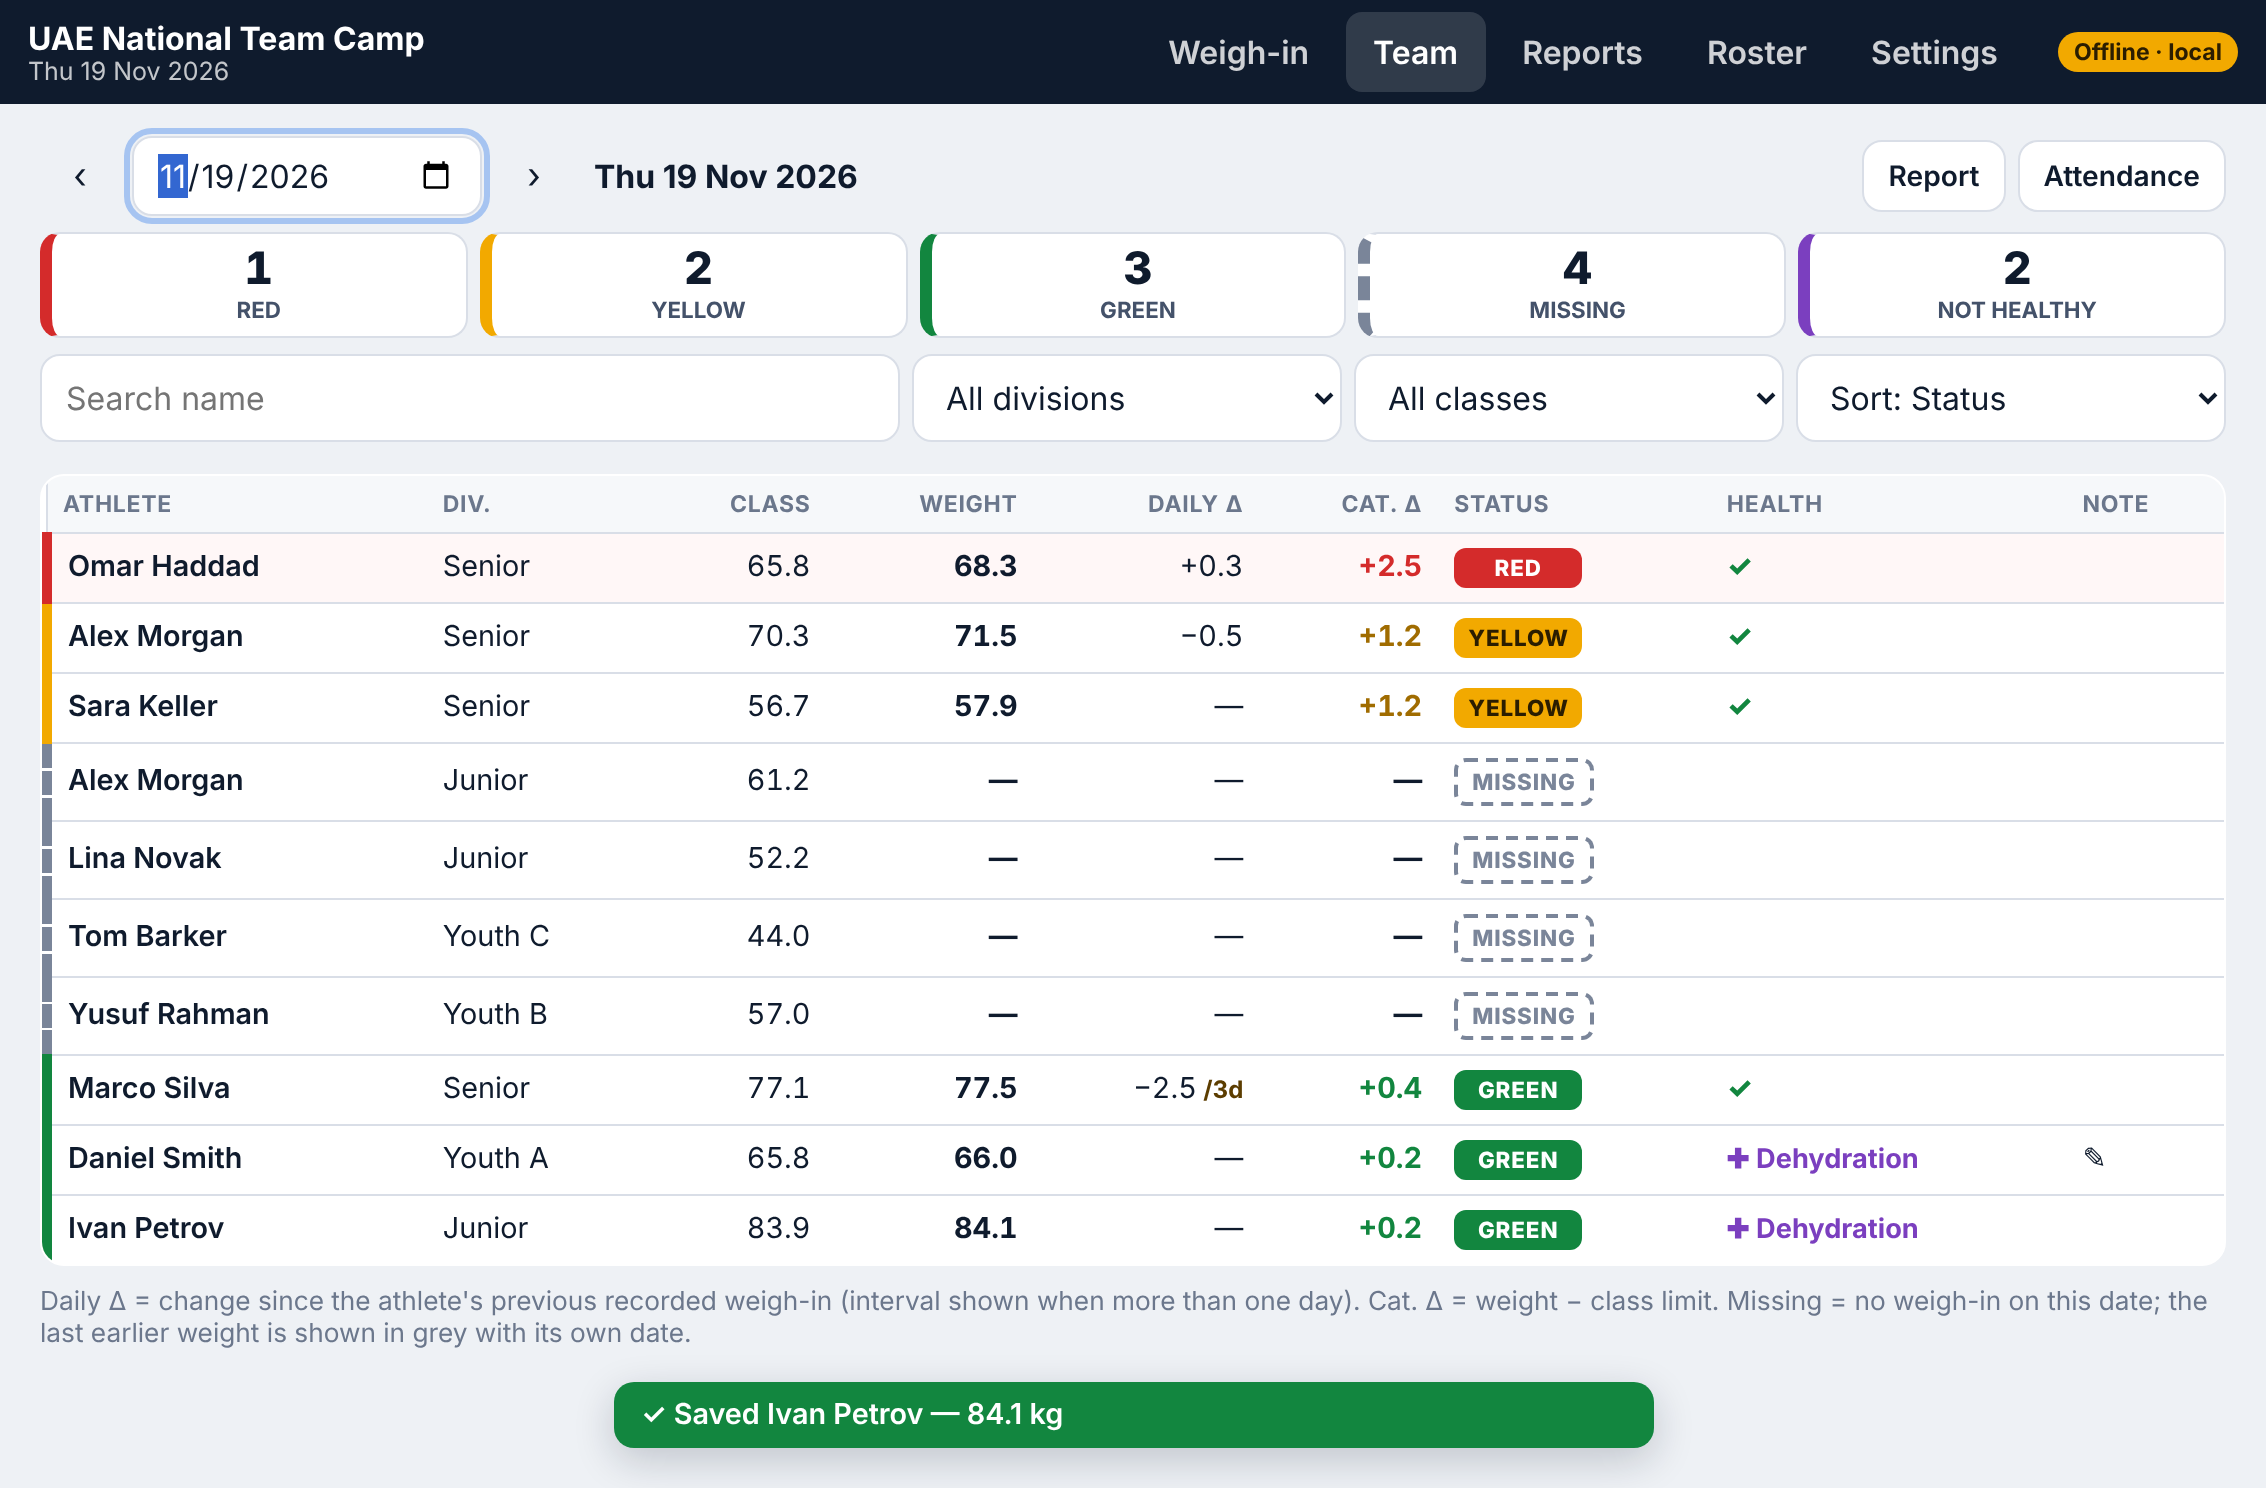 UAE National Team Camp
Thu 19 Nov 2026
Weigh-in Team Reports Roster Settings Offline · local
‹ 11/19/2026 › Thu 19 Nov 2026 Report Attendance
1 2 3 4 2
RED YELLOW GREEN MISSING NOT HEALTHY
Search name All divisions All classes Sort: Status
ATHLETE DIV. CLASS WEIGHT DAILY Δ CAT. Δ STATUS HEALTH NOTE
Omar Haddad Senior 65.8 68.3 +0.3 +2.5 RED ✓
Alex Morgan Senior 70.3 71.5 −0.5 +1.2 YELLOW ✓
Sara Keller Senior 56.7 57.9 — +1.2 YELLOW ✓
Alex Morgan Junior 61.2 — — — MISSING
Lina Novak Junior 52.2 — — — MISSING
Tom Barker Youth C 44.0 — — — MISSING
Yusuf Rahman Youth B 57.0 — — — MISSING
Marco Silva Senior 77.1 77.5 −2.5 /3d +0.4 GREEN ✓
Daniel Smith Youth A 65.8 66.0 — +0.2 GREEN ✚ Dehydration ✎
Ivan Petrov Junior 83.9 84.1 — +0.2 GREEN ✚ Dehydration
Daily Δ = change since the athlete's previous recorded weigh-in (interval shown when more than one day). Cat. Δ = weight − class limit. Missing = no weigh-in on this date; the
last earlier weight is shown in grey with its own date.
✓ Saved Ivan Petrov — 84.1 kg